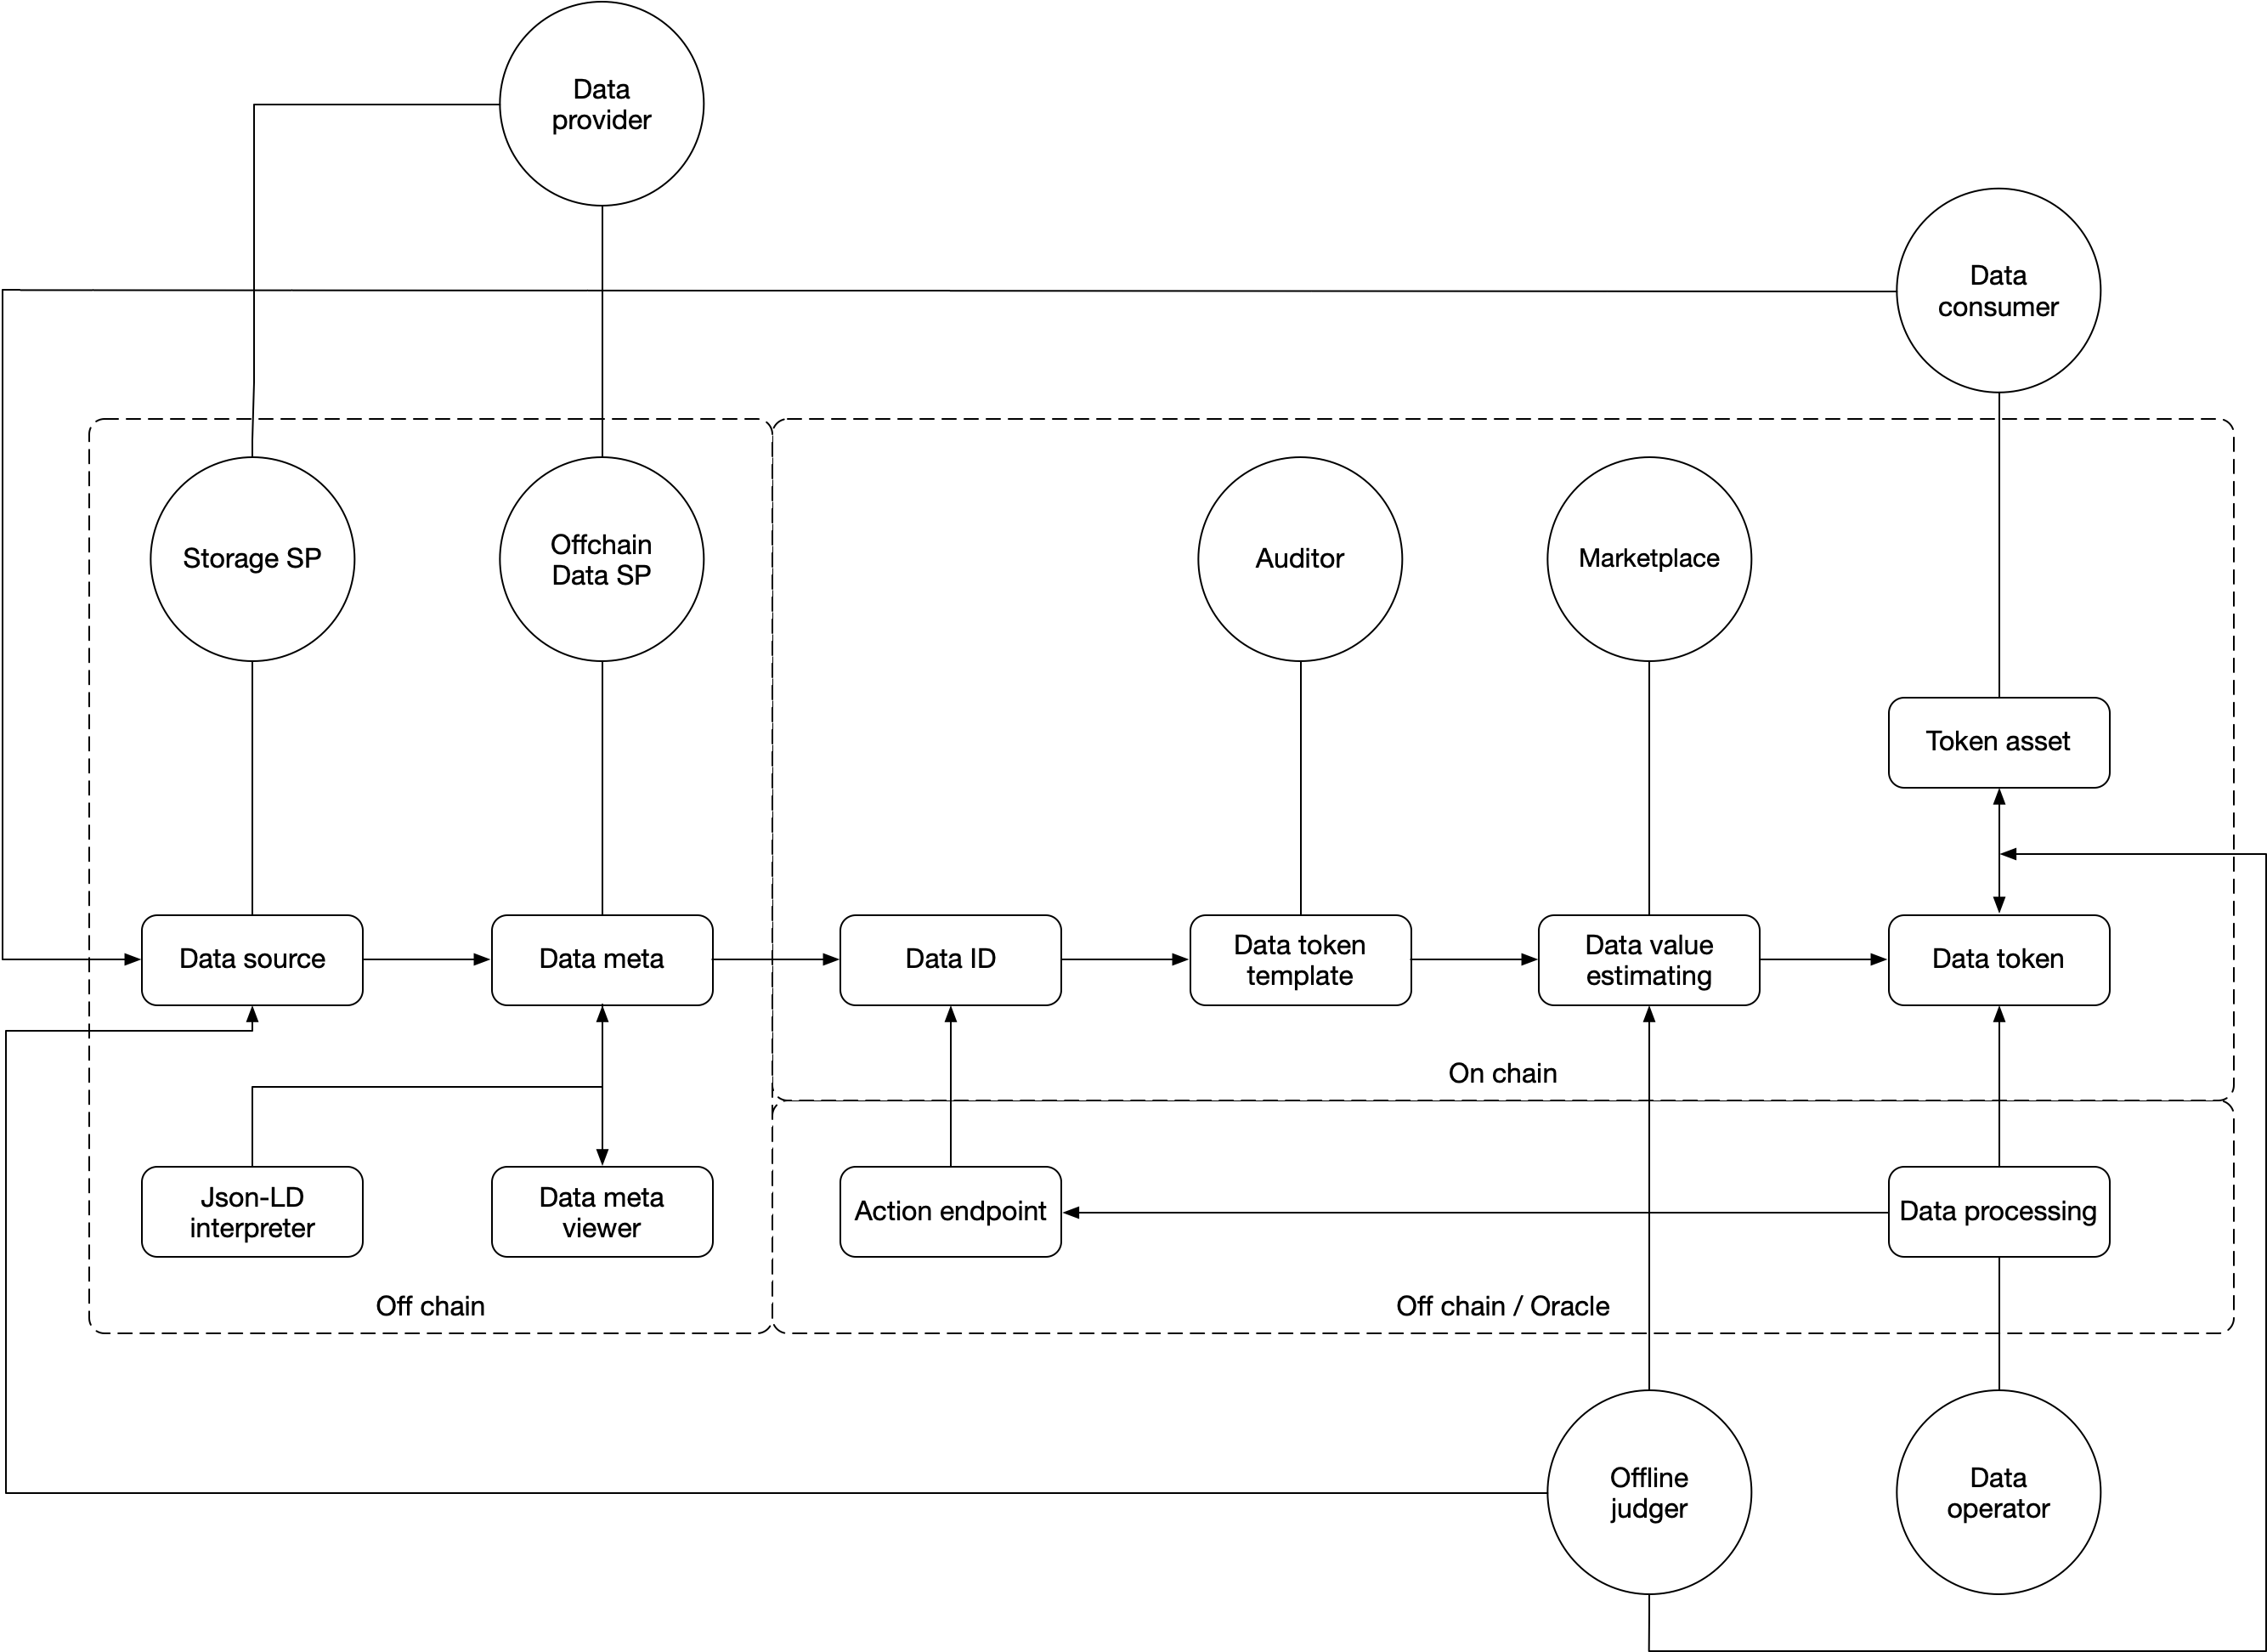 Data
provider
Data
consumer
Storage SP
Offchain
Data SP
Auditor
Marketplace
Token asset
Data source
Data meta
Data ID
Data token
template
Data value
estimating
Data token
On chain
Json-LD
interpreter
Data meta
viewer
Action endpoint
Data processing
Off chain
Off chain / Oracle
Offline
judger
Data
operator